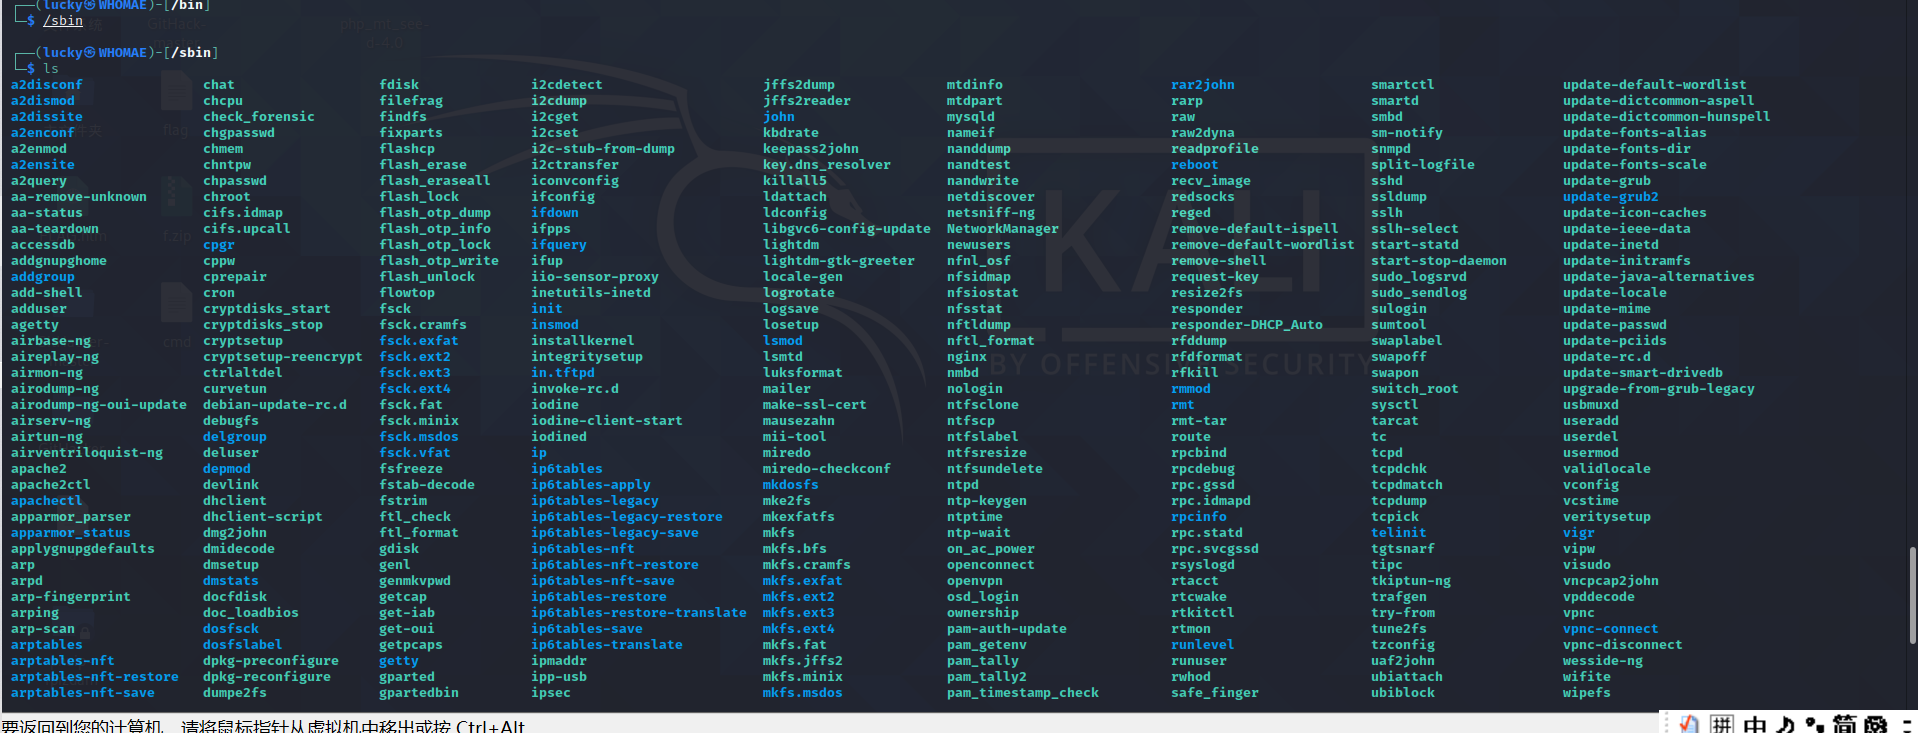 ┌──(lucky㉿WHOMAE)-[/bin]
└─$ /sbin
┌──(lucky㉿WHOMAE)-[/sbin]
└─$ ls
a2disconf chat fdisk i2cdetect jffs2dump mtdinfo rar2john smartctl update-default-wordlist
a2dismod chcpu filefrag i2cdump jffs2reader mtdpart rarp smartd update-dictcommon-aspell
a2dissite check_forensic findfs i2cget john mysqld raw smbd update-dictcommon-hunspell
a2enconf chgpasswd fixparts i2cset kbdrate nameif raw2dyna sm-notify update-fonts-alias
a2enmod chmem flashcp i2c-stub-from-dump keepass2john nanddump readprofile snmpd update-fonts-dir
a2ensite chntpw flash_erase i2ctransfer key.dns_resolver nandtest reboot split-logfile update-fonts-scale
a2query chpasswd flash_eraseall iconvconfig killall5 nandwrite recv_image sshd update-grub
aa-remove-unknown chroot flash_lock ifconfig ldattach netdiscover redsocks ssldump update-grub2
aa-status cifs.idmap flash_otp_dump ifdown ldconfig netsniff-ng reged sslh update-icon-caches
aa-teardown cifs.upcall flash_otp_info ifpps libgvc6-config-update NetworkManager remove-default-ispell sslh-select update-ieee-data
accessdb cpgr flash_otp_lock ifquery lightdm newusers remove-default-wordlist start-statd update-inetd
addgnupghome cppw flash_otp_write ifup lightdm-gtk-greeter nfnl_osf remove-shell start-stop-daemon update-initramfs
addgroup cprepair flash_unlock iio-sensor-proxy locale-gen nfsidmap request-key sudo_logsrvd update-java-alternatives
add-shell cron flowtop inetutils-inetd logrotate nfsiostat resize2fs sudo_sendlog update-locale
adduser cryptdisks_start fsck init logsave nfsstat responder sulogin update-mime
agetty cryptdisks_stop fsck.cramfs insmod losetup nftldump responder-DHCP_Auto sumtool update-passwd
airbase-ng cryptsetup fsck.exfat installkernel lsmod nftl_format rfddump swaplabel update-pciids
aireplay-ng cryptsetup-reencrypt fsck.ext2 integritysetup lsmtd nginx rfdformat swapoff update-rc.d
airmon-ng ctrlaltdel fsck.ext3 in.tftpd luksformat nmbd rfkill swapon update-smart-drivedb
airodump-ng curvetun fsck.ext4 invoke-rc.d mailer nologin rmmod switch_root upgrade-from-grub-legacy
airodump-ng-oui-update debian-update-rc.d fsck.fat iodine make-ssl-cert ntfsclone rmt sysctl usbmuxd
airserv-ng debugfs fsck.minix iodine-client-start mausezahn ntfscp rmt-tar tarcat useradd
airtun-ng delgroup fsck.msdos iodined mii-tool ntfslabel route tc userdel
airventriloquist-ng deluser fsck.vfat ip miredo ntfsresize rpcbind tcpd usermod
apache2 depmod fsfreeze ip6tables miredo-checkconf ntfsundelete rpcdebug tcpdchk validlocale
apache2ctl devlink fstab-decode ip6tables-apply mkdosfs ntpd rpc.gssd tcpdmatch vconfig
apachectl dhclient fstrim ip6tables-legacy mke2fs ntp-keygen rpc.idmapd tcpdump vcstime
apparmor_parser dhclient-script ftl_check ip6tables-legacy-restore mkexfatfs ntptime rpcinfo tcpick veritysetup
apparmor_status dmg2john ftl_format ip6tables-legacy-save mkfs ntp-wait rpc.statd telinit vigr
applygnupgdefaults dmidecode gdisk ip6tables-nft mkfs.bfs on_ac_power rpc.svcgssd tgtsnarf vipw
arp dmsetup genl ip6tables-nft-restore mkfs.cramfs openconnect rsyslogd tipc visudo
arpd dmstats genmkvpwd ip6tables-nft-save mkfs.exfat openvpn rtacct tkiptun-ng vncpcap2john
arp-fingerprint docfdisk getcap ip6tables-restore mkfs.ext2 osd_login rtcwake trafgen vpddecode
arping doc_loadbios get-iab ip6tables-restore-translate mkfs.ext3 ownership rtkitctl try-from vpnc
arp-scan dosfsck get-oui ip6tables-save mkfs.ext4 pam-auth-update rtmon tune2fs vpnc-connect
arptables dosfslabel getpcaps ip6tables-translate mkfs.fat pam_getenv runlevel tzconfig vpnc-disconnect
arptables-nft dpkg-preconfigure getty ipmaddr mkfs.jffs2 pam_tally runuser uaf2john wesside-ng
arptables-nft-restore dpkg-reconfigure gparted ipp-usb mkfs.minix pam_tally2 rwhod ubiattach wifite
arptables-nft-save dumpe2fs gpartedbin ipsec mkfs.msdos pam_timestamp_check safe_finger ubiblock wipefs
KALI
BY OFFENSIVE SECURITY
要返回到您的计算机，请将鼠标指针从虚拟机中移出或按 Ctrl+Alt
拼 中 简